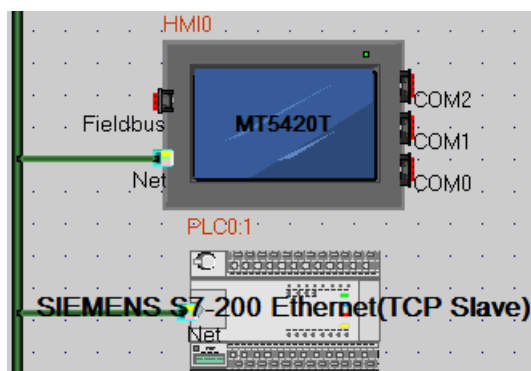 HMI0
COM2
Fieldbus
MT5420T
COM1
Net
COM0
PLC0:1
SIEMENS S7-200 Ethernet(TCP Slave)
Net